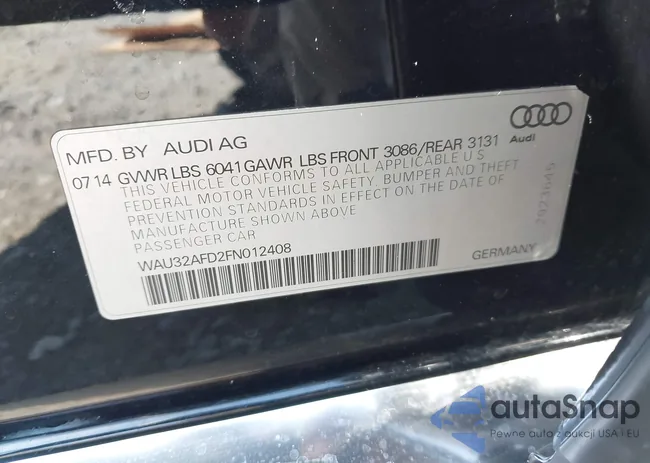 MFD. BY AUDI AG
Audi
0714 GVWR LBS 6041 GAWR LBS FRONT 3086/REAR 3131
THIS VEHICLE CONFORMS TO ALL APPLICABLE U S
FEDERAL MOTOR VEHICLE SAFETY, BUMPER AND THEFT
PREVENTION STANDARDS IN EFFECT ON THE DATE OF
MANUFACTURE SHOWN ABOVE
PASSENGER CAR
WAU32AFD2FN012408
GERMANY
autaSnap
Pewne auta z aukcji USA i EU